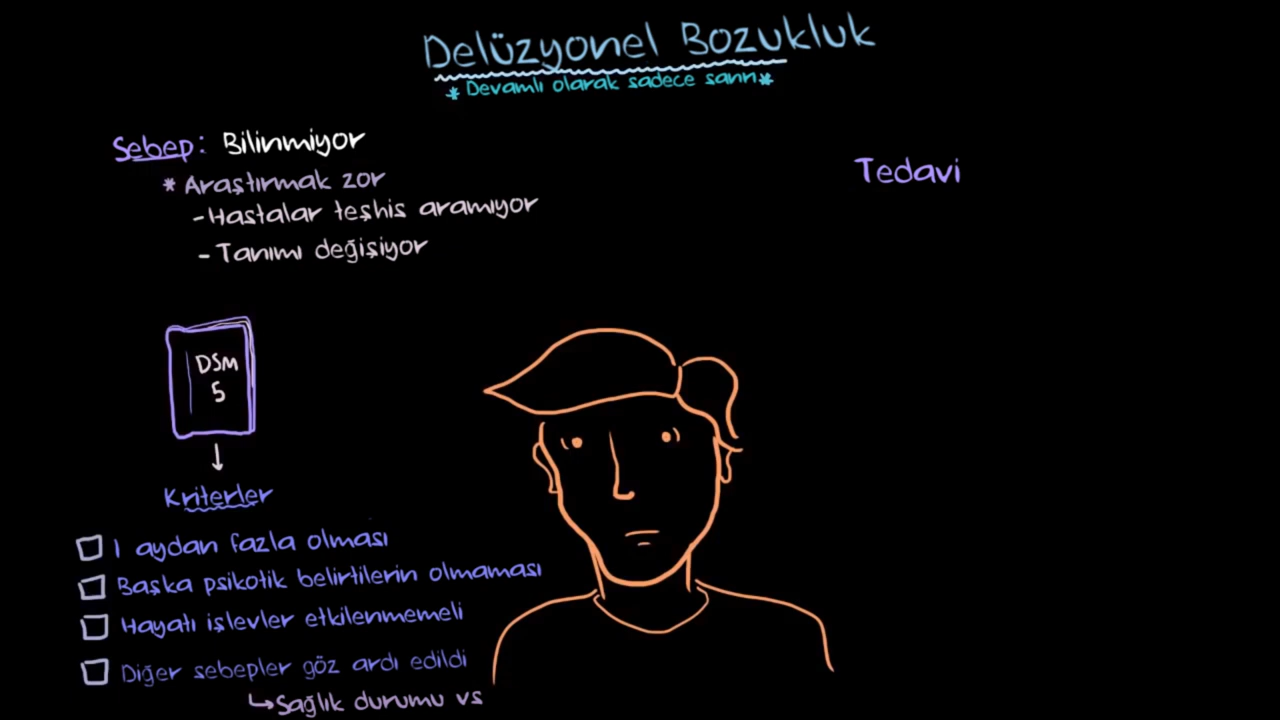 Delüzyonel Bozukluk
*Devamlı olarak sadece sanrı*
Sebep: Bilinmiyor
* Araştırmak zor
- Hastalar teşhis aramıyor
- Tanımı değişiyor
Tedavi
DSM
5
Kriterler
1 aydan fazla olması
Başka psikotik belirtilerin olmaması
Hayati işlevler etkilenmemeli
Diğer sebepler göz ardı edildi
↳Sağlık durumu vs